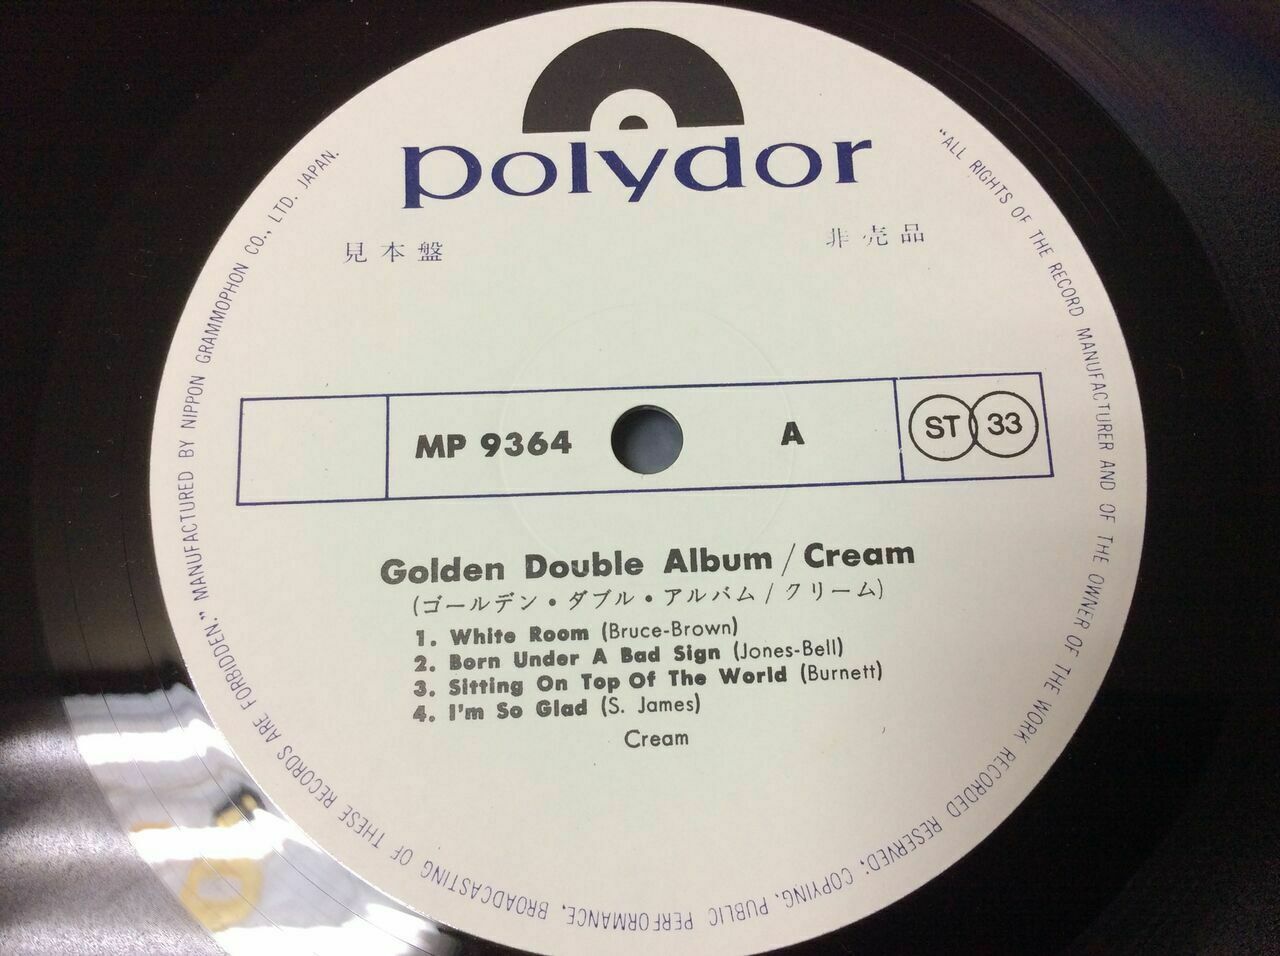 polydor
見本盤 非売品
MP 9364 A ST 33
Golden Double Album / Cream
(ゴールデン・ダブル・アルバム / クリーム)
1. White Room (Bruce-Brown)
2. Born Under A Bad Sign (Jones-Bell)
3. Sitting On Top Of The World (Burnett)
4. I'm So Glad (S. James)
Cream
"ALL RIGHTS OF THE RECORD MANUFACTURER AND OF THE OWNER OF THE WORK RECORDED RESERVED; COPYING. PUBLIC PERFORMANCE, BROADCASTING OF THESE RECORDS ARE FORBIDDEN." MANUFACTURED BY NIPPON GRAMMOPHON CO., LTD. JAPAN.